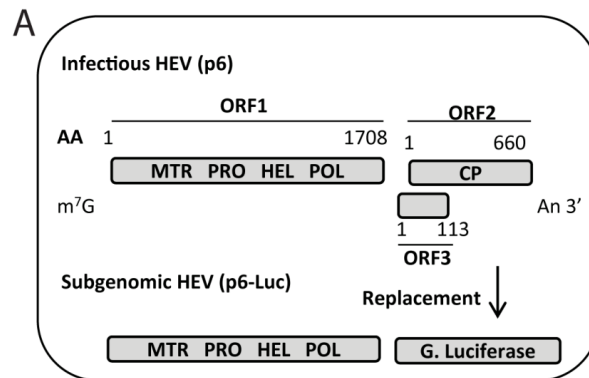 A
Infectious HEV (p6)
ORF1 ORF2
AA 1 1708 1 660
MTR PRO HEL POL CP
m⁷G An 3’
1 113
ORF3
Subgenomic HEV (p6-Luc)
Replacement
MTR PRO HEL POL G. Luciferase